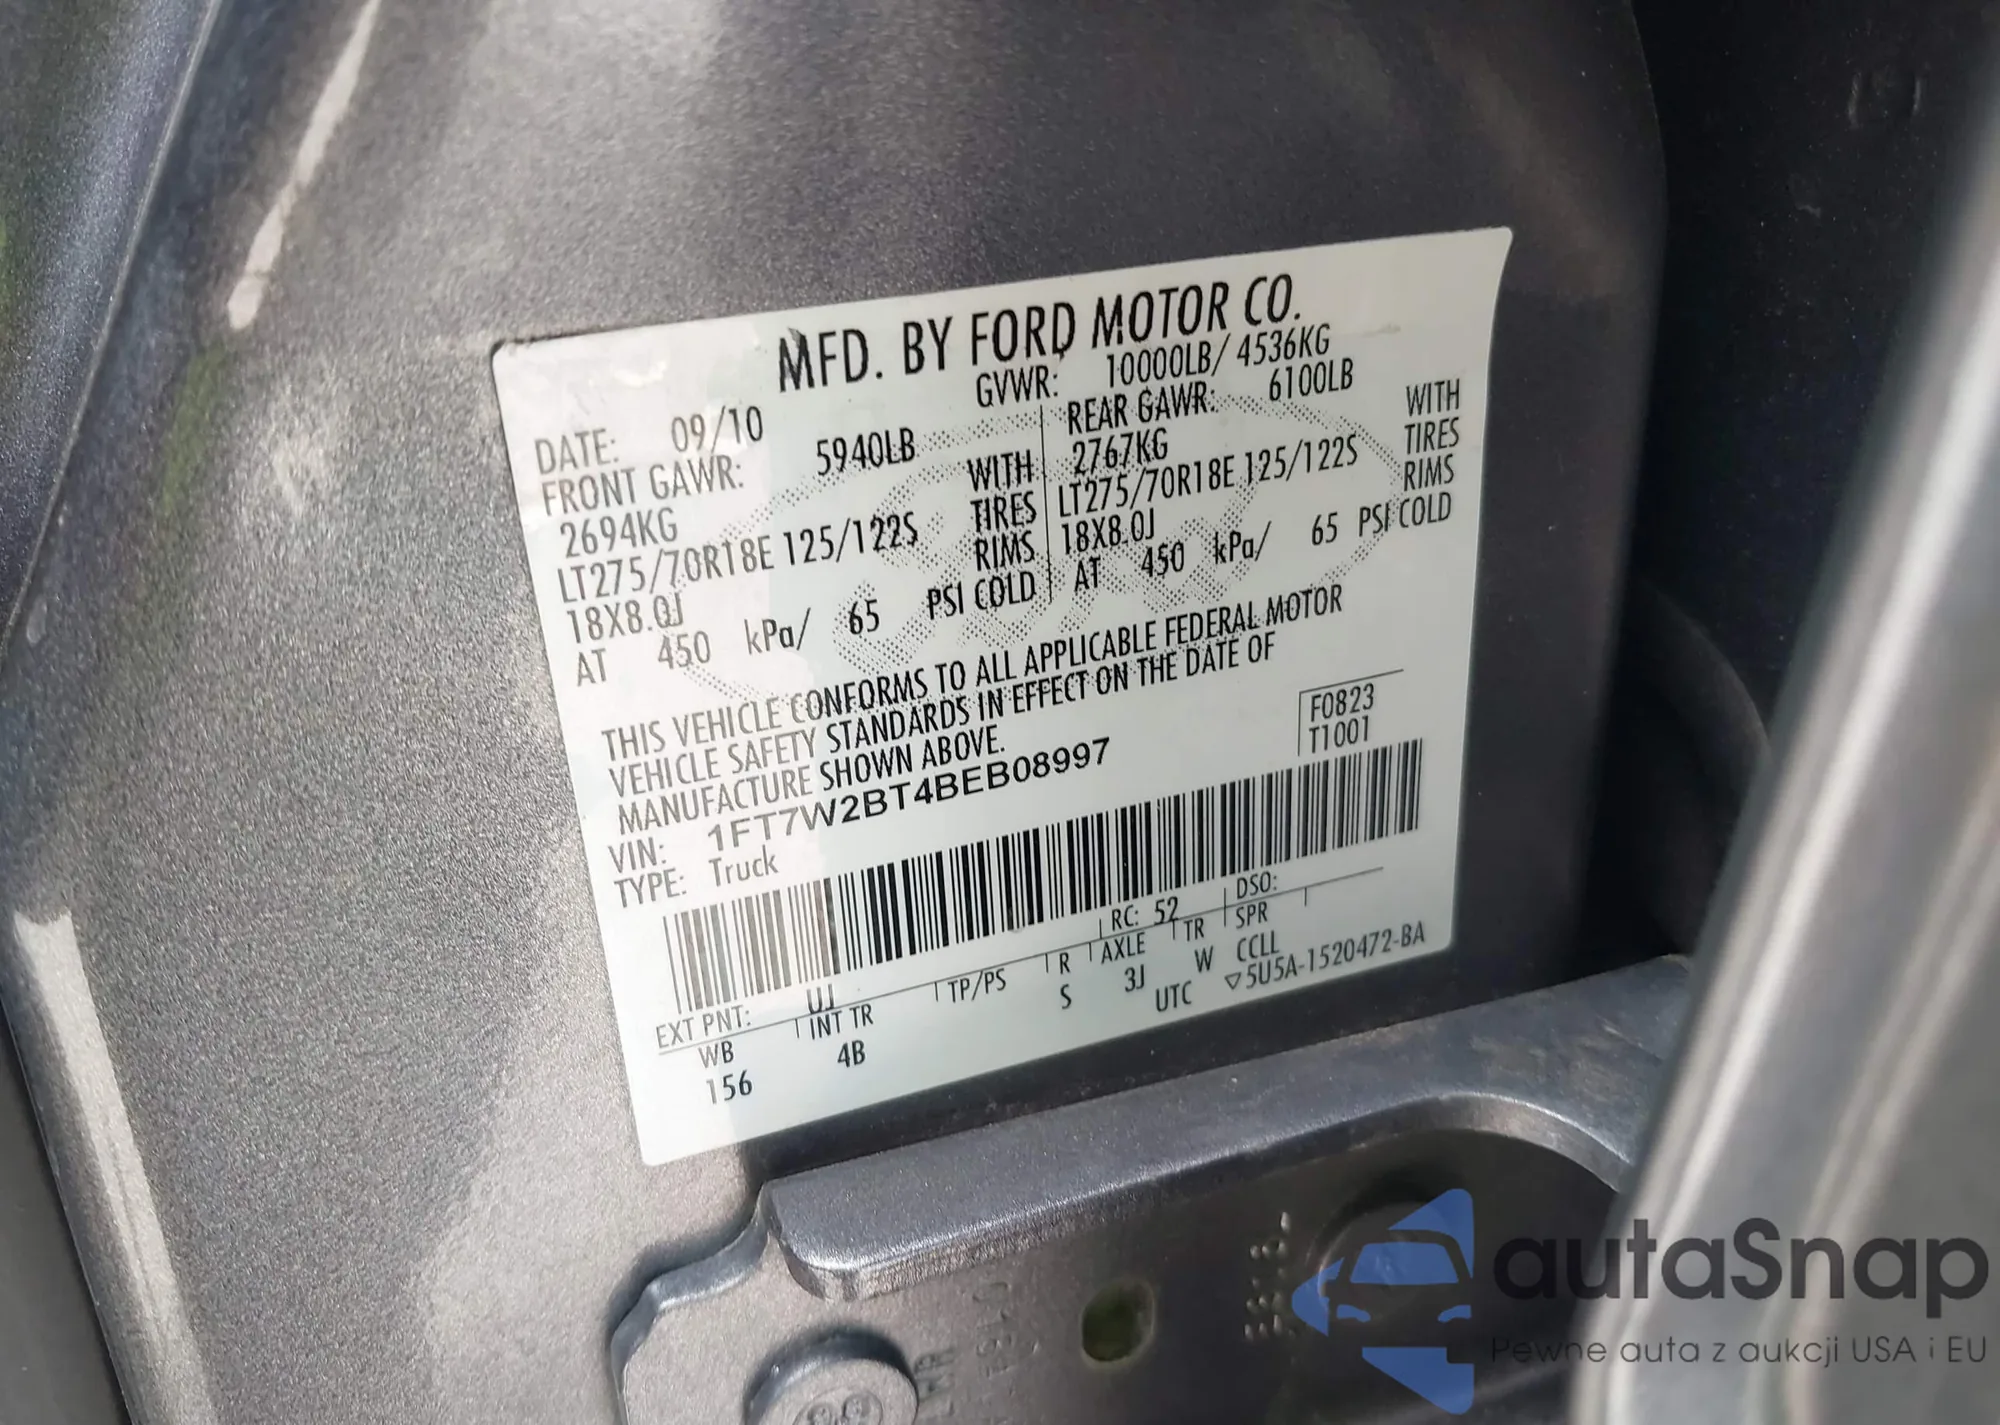 MFD. BY FORD MOTOR CO.
DATE: 09/10 GVWR: 10000LB/ 4536KG
FRONT GAWR: 5940LB REAR GAWR: 6100LB
2694KG WITH 2767KG WITH
LT275/70R18E 125/122S TIRES LT275/70R18E 125/122S TIRES
18X8.0J RIMS 18X8.0J RIMS
AT 450 kPa/ 65 PSI COLD AT 450 kPa/ 65 PSI COLD
THIS VEHICLE CONFORMS TO ALL APPLICABLE FEDERAL MOTOR
VEHICLE SAFETY STANDARDS IN EFFECT ON THE DATE OF
MANUFACTURE SHOWN ABOVE.
F0823
T1001
VIN: 1FT7W2BT4BEB08997
TYPE: Truck
EXT PNT: UJ RC: 52 DSO:
WB INT TR TP/PS R AXLE TR SPR
156 4B S 3J W CCLL
UTC ▽5U5A-1520472-BA
autaSnap
Pewne auta z aukcji USA i EU